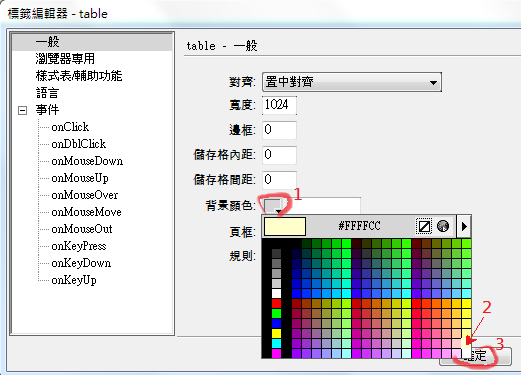 標籤編輯器 - table
一般
瀏覽器專用
樣式表/輔助功能
語言
事件
onClick
onDblClick
onMouseDown
onMouseUp
onMouseOver
onMouseMove
onMouseOut
onKeyPress
onKeyDown
onKeyUp
table - 一般
對齊: 置中對齊
寬度: 1024
邊框: 0
儲存格內距: 0
儲存格間距: 0
背景顏色: 1
頁框: #FFFFCC
規則:
2
3
確定